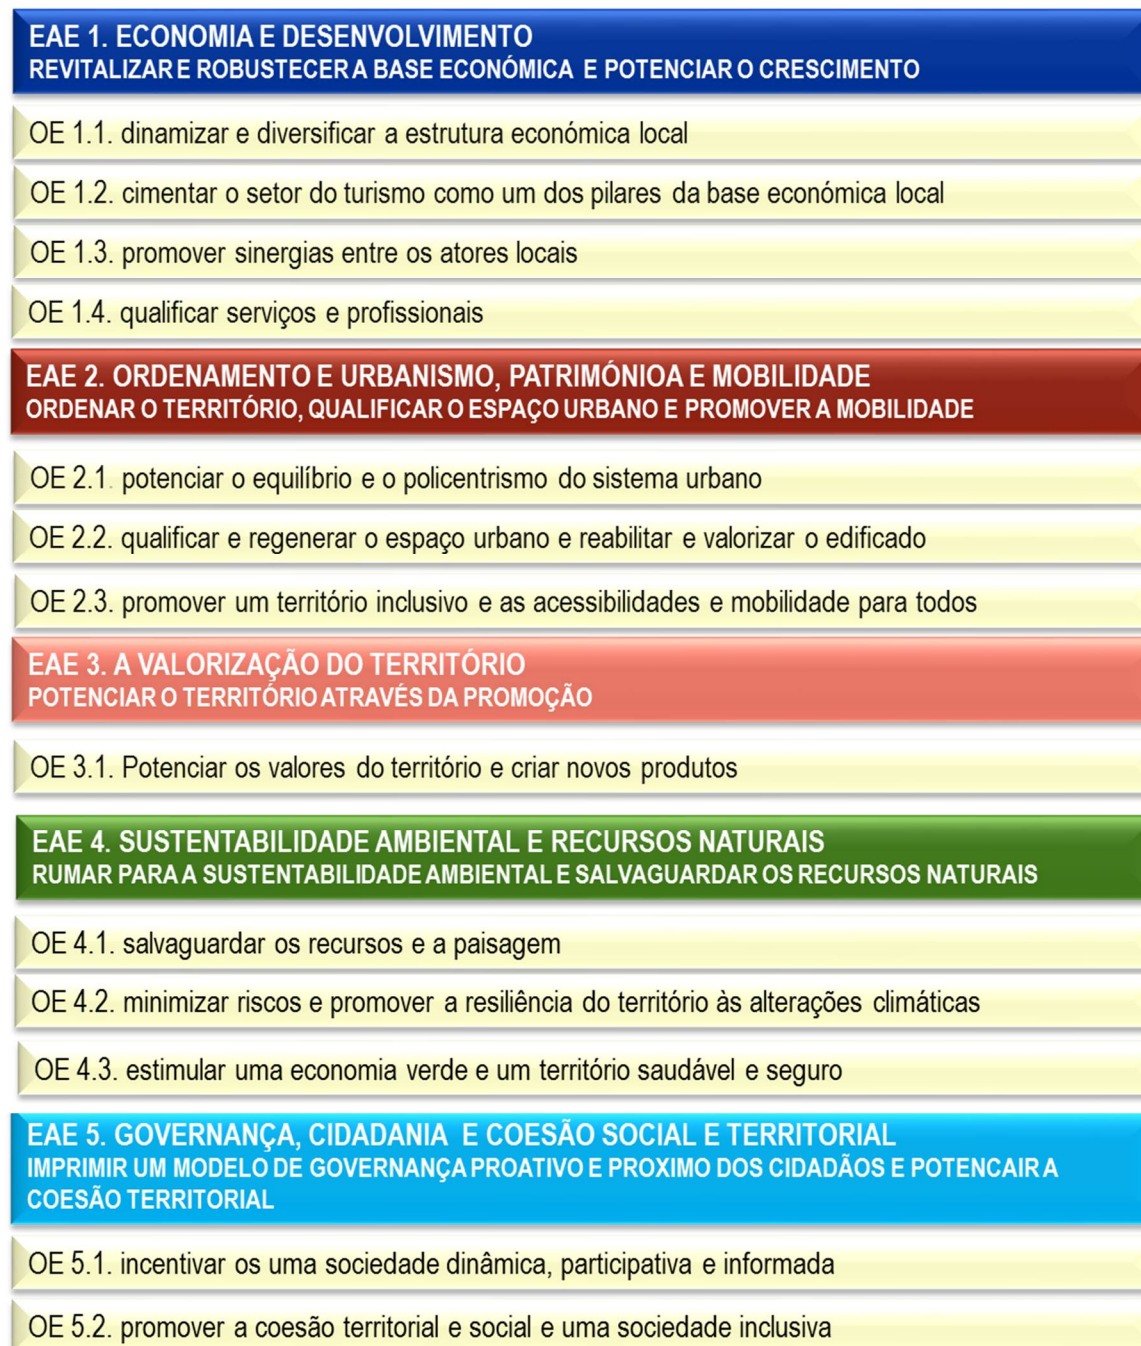 EAE 1. ECONOMIA E DESENVOLVIMENTO
REVITALIZAR E ROBUSTECER A BASE ECONÓMICA E POTENCIAR O CRESCIMENTO
OE 1.1. dinamizar e diversificar a estrutura económica local
OE 1.2. cimentar o setor do turismo como um dos pilares da base económica local
OE 1.3. promover sinergias entre os atores locais
OE 1.4. qualificar serviços e profissionais
EAE 2. ORDENAMENTO E URBANISMO, PATRIMÓNIOA E MOBILIDADE
ORDENAR O TERRITÓRIO, QUALIFICAR O ESPAÇO URBANO E PROMOVER A MOBILIDADE
OE 2.1. potenciar o equilíbrio e o policentrismo do sistema urbano
OE 2.2. qualificar e regenerar o espaço urbano e reabilitar e valorizar o edificado
OE 2.3. promover um território inclusivo e as acessibilidades e mobilidade para todos
EAE 3. A VALORIZAÇÃO DO TERRITÓRIO
POTENCIAR O TERRITÓRIO ATRAVÉS DA PROMOÇÃO
OE 3.1. Potenciar os valores do território e criar novos produtos
EAE 4. SUSTENTABILIDADE AMBIENTAL E RECURSOS NATURAIS
RUMAR PARA A SUSTENTABILIDADE AMBIENTAL E SALVAGUARDAR OS RECURSOS NATURAIS
OE 4.1. salvaguardar os recursos e a paisagem
OE 4.2. minimizar riscos e promover a resiliência do território às alterações climáticas
OE 4.3. estimular uma economia verde e um território saudável e seguro
EAE 5. GOVERNANÇA, CIDADANIA E COESÃO SOCIAL E TERRITORIAL
IMPRIMIR UM MODELO DE GOVERNANÇA PROATIVO E PROXIMO DOS CIDADÃOS E POTENCAIR A
COESÃO TERRITORIAL
OE 5.1. incentivar os uma sociedade dinâmica, participativa e informada
OE 5.2. promover a coesão territorial e social e uma sociedade inclusiva